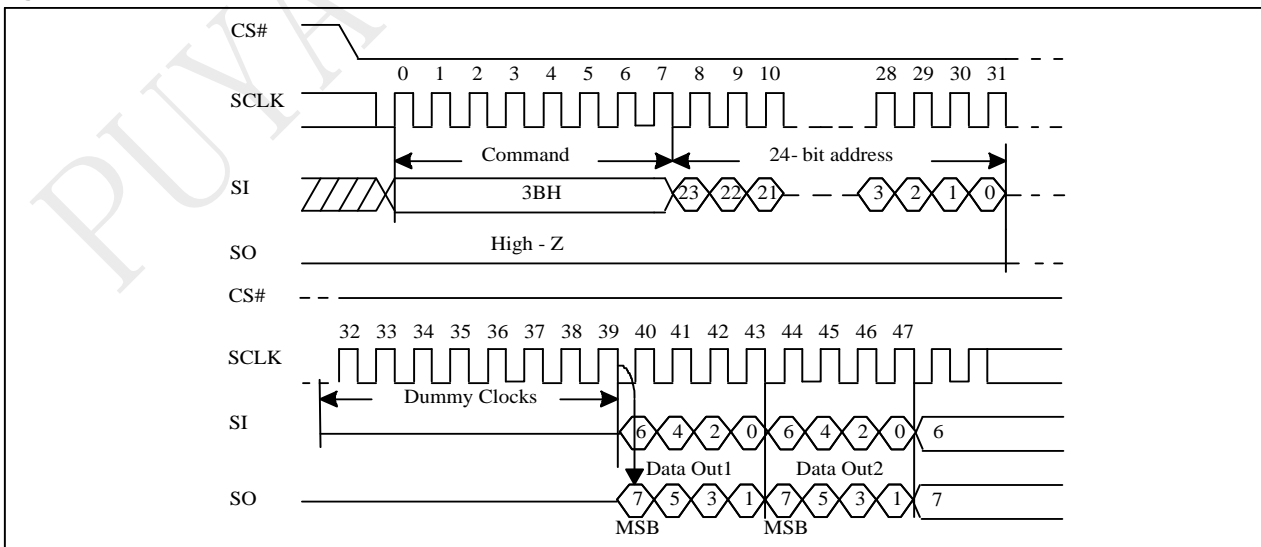 PUYA
CS#
0 1 2 3 4 5 6 7 8 9 10 28 29 30 31
SCLK
Command 24- bit address
SI 3BH 23 22 21 3 2 1 0
High - Z
SO
CS#
32 33 34 35 36 37 38 39 40 41 42 43 44 45 46 47
SCLK
Dummy Clocks
SI 6 4 2 0 6 4 2 0 6
Data Out1 Data Out2
SO 7 5 3 1 7 5 3 1 7
MSB MSB